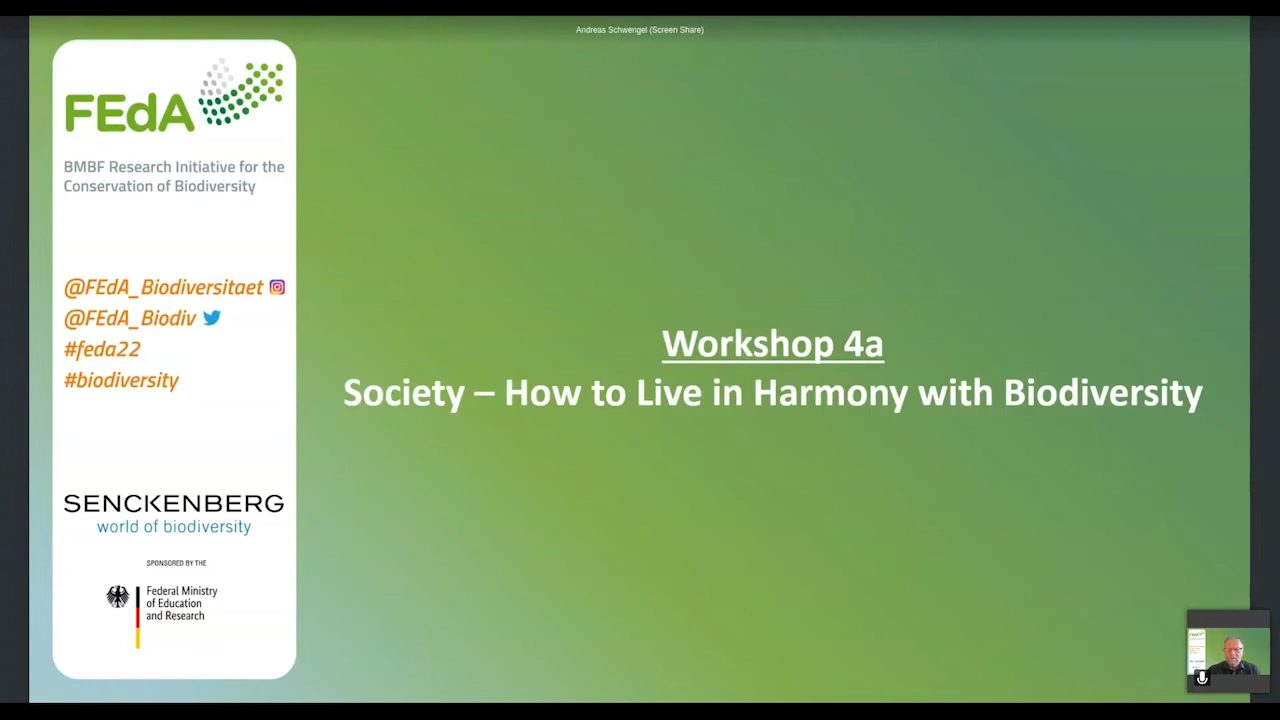 Andreas Schwengel (Screen Share)
FEdA
BMBF Research Initiative for the
Conservation of Biodiversity
@FEdA_Biodiversitaet
@FEdA_Biodiv
#feda22
#biodiversity
SENCKENBERG
world of biodiversity
SPONSORED BY THE
Federal Ministry
of Education
and Research
Workshop 4a
Society – How to Live in Harmony with Biodiversity